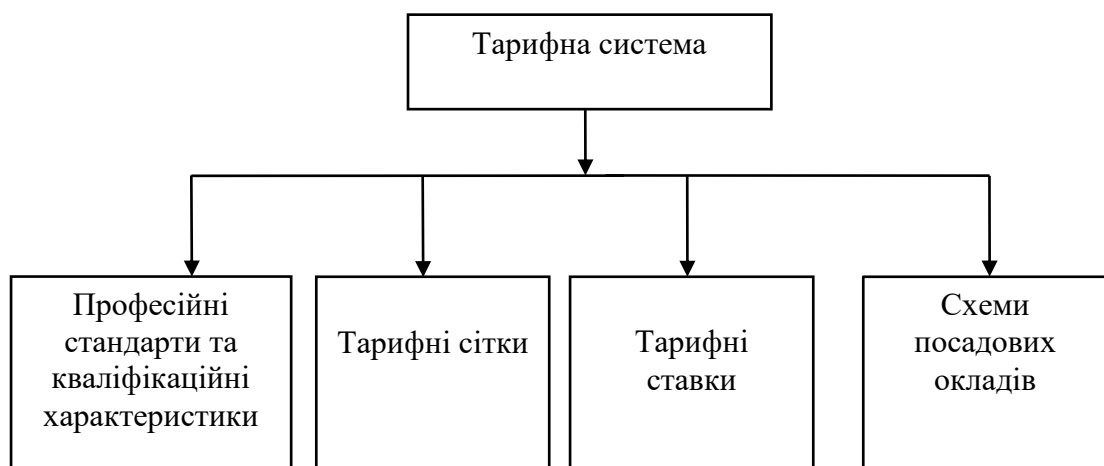 Тарифна система
Професійні
стандарти та
кваліфікаційні
характеристики
Тарифні сітки
Тарифні
ставки
Схеми
посадових
окладів